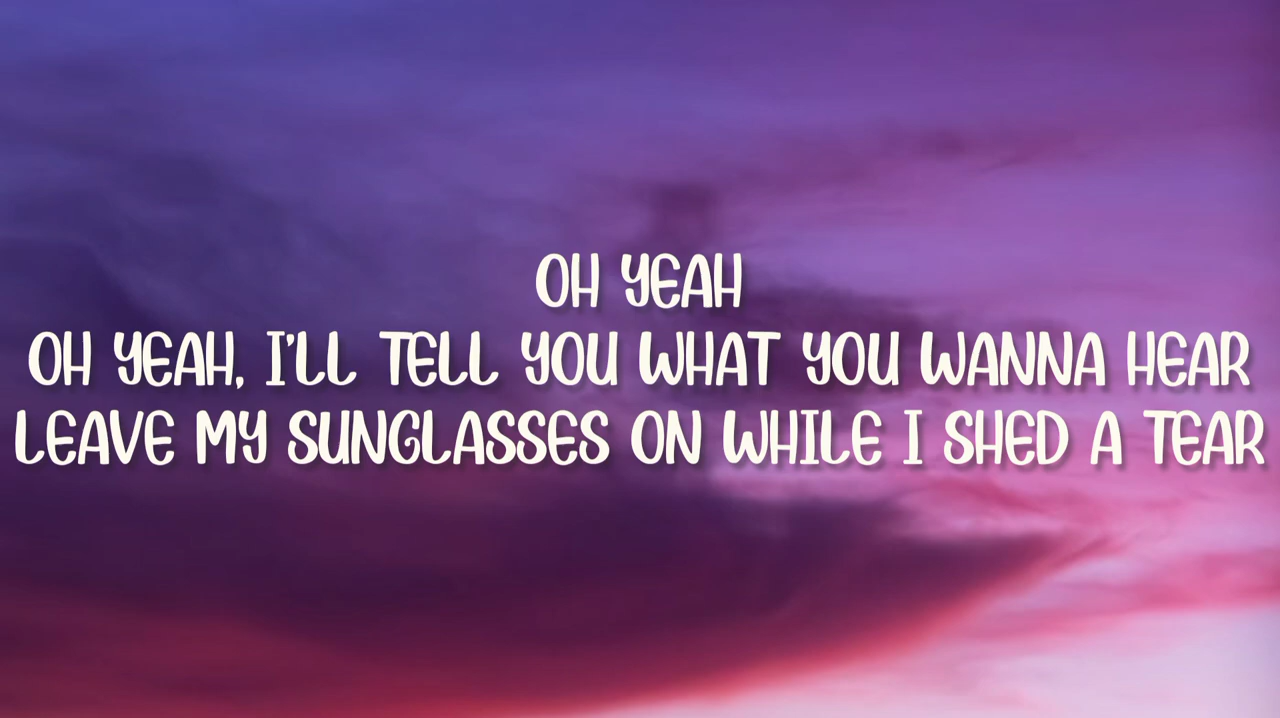 OH YEAH
OH YEAH, I'LL TELL YOU WHAT YOU WANNA HEAR
LEAVE MY SUNGLASSES ON WHILE I SHED A TEAR